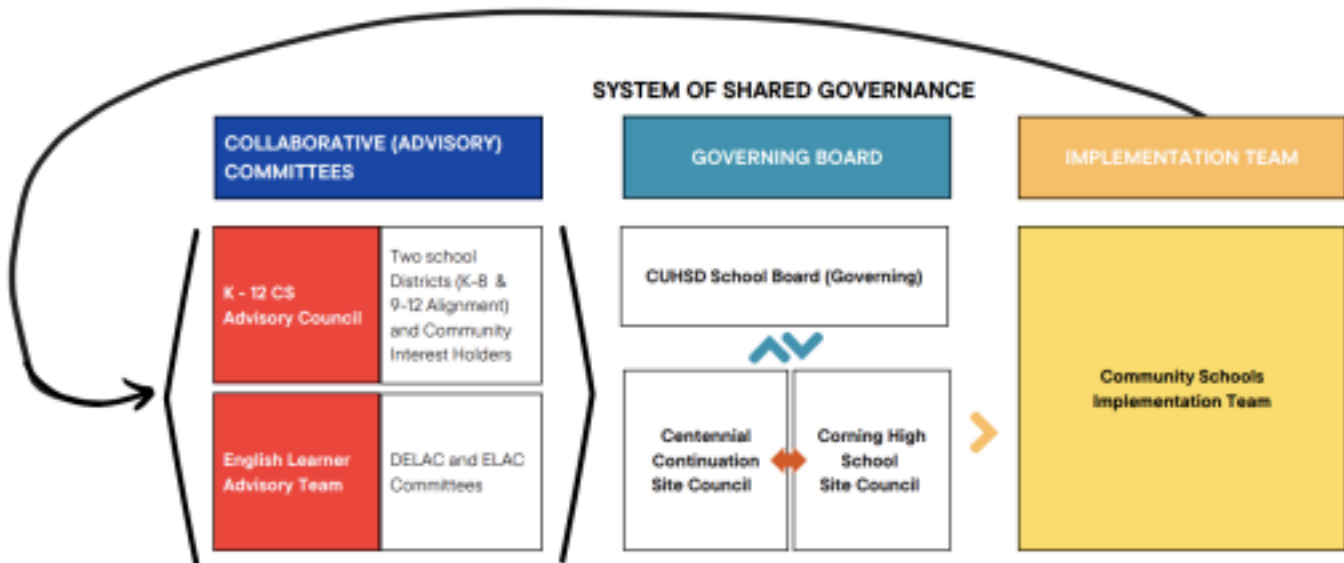 SYSTEM OF SHARED GOVERNANCE
COLLABORATIVE (ADVISORY)
COMMITTEES
GOVERNING BOARD
IMPLEMENTATION TEAM
K - 12 CS
Advisory Council
Two school
Districts (K-8 &
9-12 Alignment)
and Community
Interest Holders
English Learner
Advisory Team
DELAC and ELAC
Committees
CUHSD School Board (Governing)
Centennial
Continuation
Site Council
Corning High
School
Site Council
Community Schools
Implementation Team